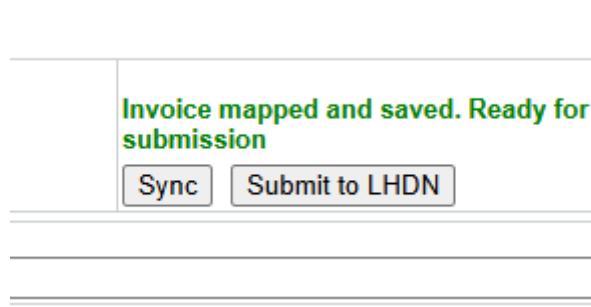 Invoice mapped and saved. Ready for
submission
Sync Submit to LHDN